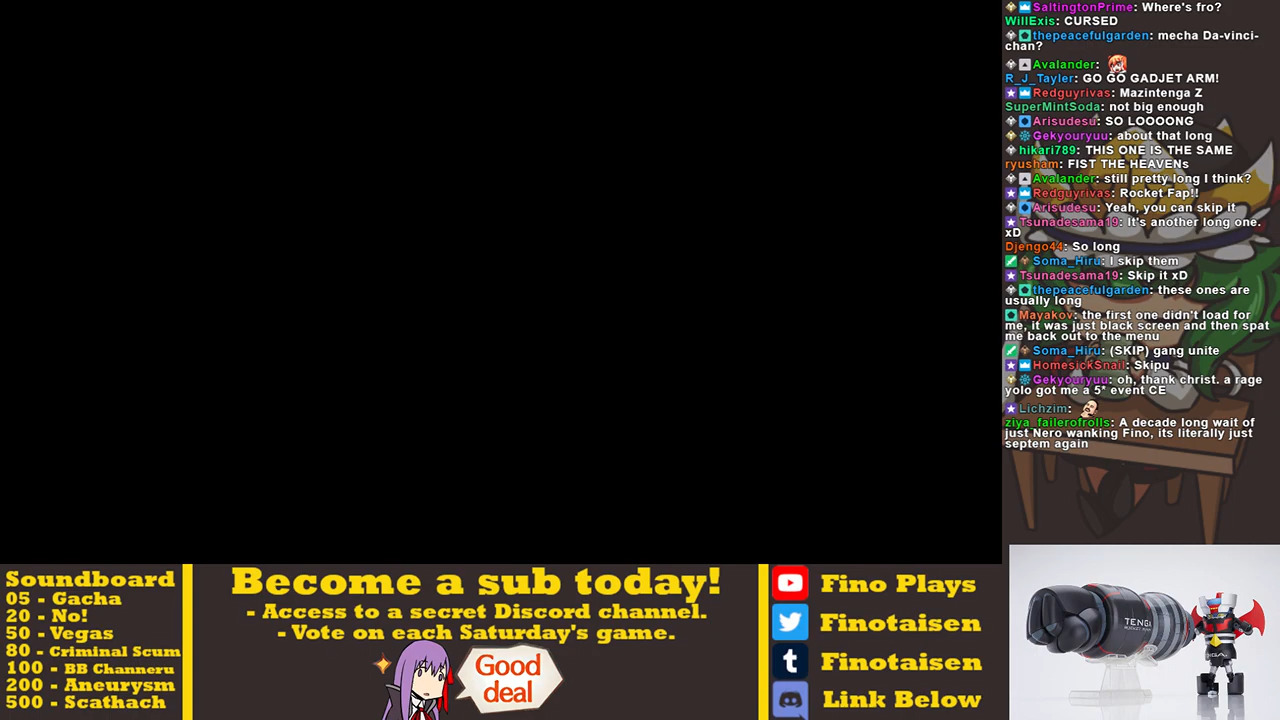 SaltingtonPrime: Where's fro?
WillExis: CURSED
thepeacefulgarden: mecha Da-vinci-
chan?
Avalander:
R_J_Tayler: GO GO GADJET ARM!
Redguyrivas: Mazintenga Z
SuperMintSoda: not big enough
Arisudesu: SO LOOOONG
Gekyouryuu: about that long
hikari789: THIS ONE IS THE SAME
ryusham: FIST THE HEAVENs
Avalander: still pretty long I think?
Redguyrivas: Rocket Fap!!
Arisudesu: Yeah, you can skip it
Tsunadesama19: It's another long one.
xD
Djengo44: So long
Soma_Hiru: I skip them
Tsunadesama19: Skip it xD
thepeacefulgarden: these ones are
usually long
Mayakov: the first one didn't load for
me, it was just black screen and then spat
me back out to the menu
Soma_Hiru: (SKIP) gang unite
HomesickSnail: Skipu
Gekyouryuu: oh, thank christ. a rage
yolo got me a 5* event CE
Lichzim:
ziya_failerofrolls: A decade long wait of
just Nero wanking Fino, its literally just
septem again
Soundboard
05 - Gacha
20 - No!
50 - Vegas
80 - Criminal Scum
100 - BB Channeru
200 - Aneurysm
500 - Scathach
Become a sub today!
- Access to a secret Discord channel.
- Vote on each Saturday's game.
Good
deal
Fino Plays
Finotaisen
Finotaisen
Link Below
TENGA